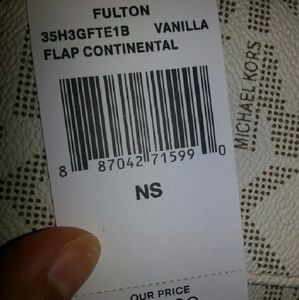 FULTON
35H3GFTE1B VANILLA
FLAP CONTINENTAL
8 87042 71599 0
NS
OUR PRICE
MICHAEL KORS